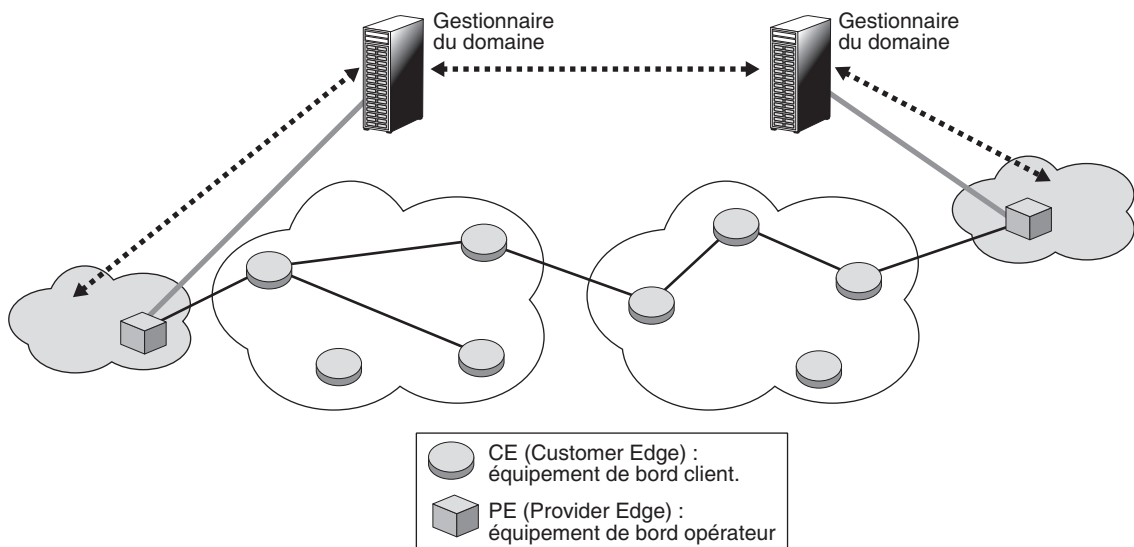 Gestionnaire
du domaine
Gestionnaire
du domaine
CE (Customer Edge) :
équipement de bord client.
PE (Provider Edge) :
équipement de bord opérateur